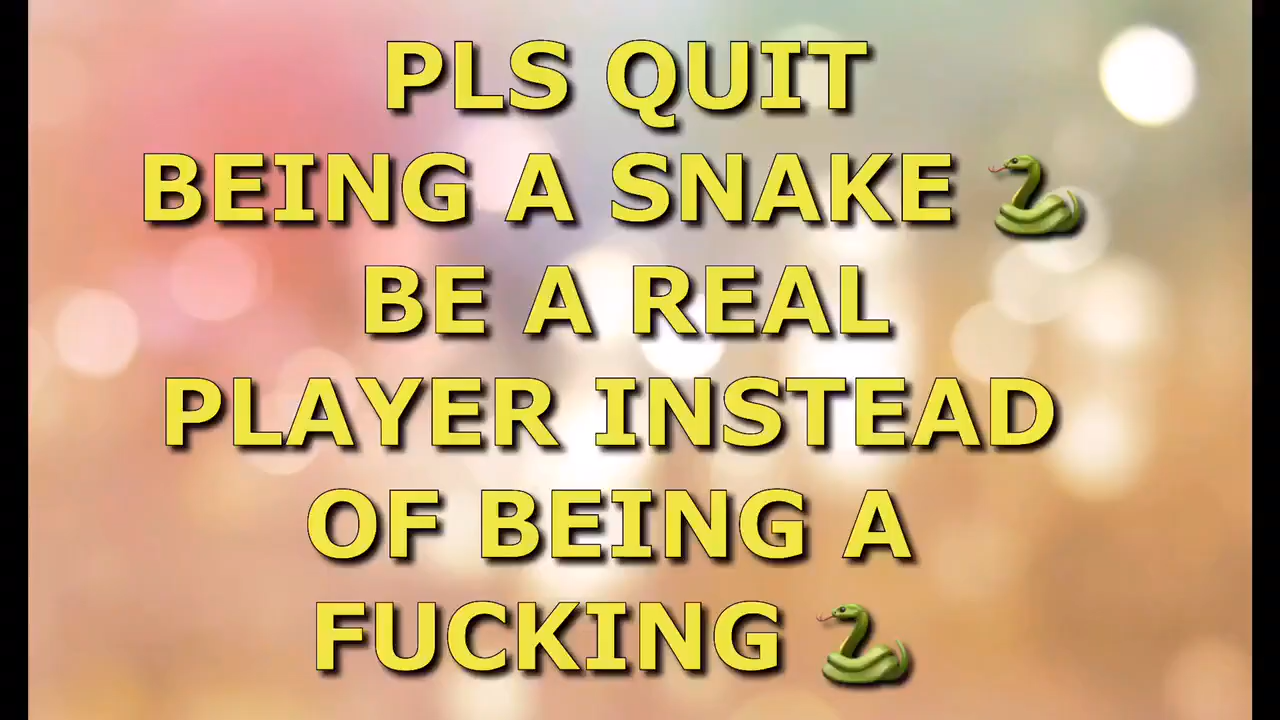 PLS QUIT
BEING A SNAKE 🐍
BE A REAL
PLAYER INSTEAD
OF BEING A
FUCKING 🐍